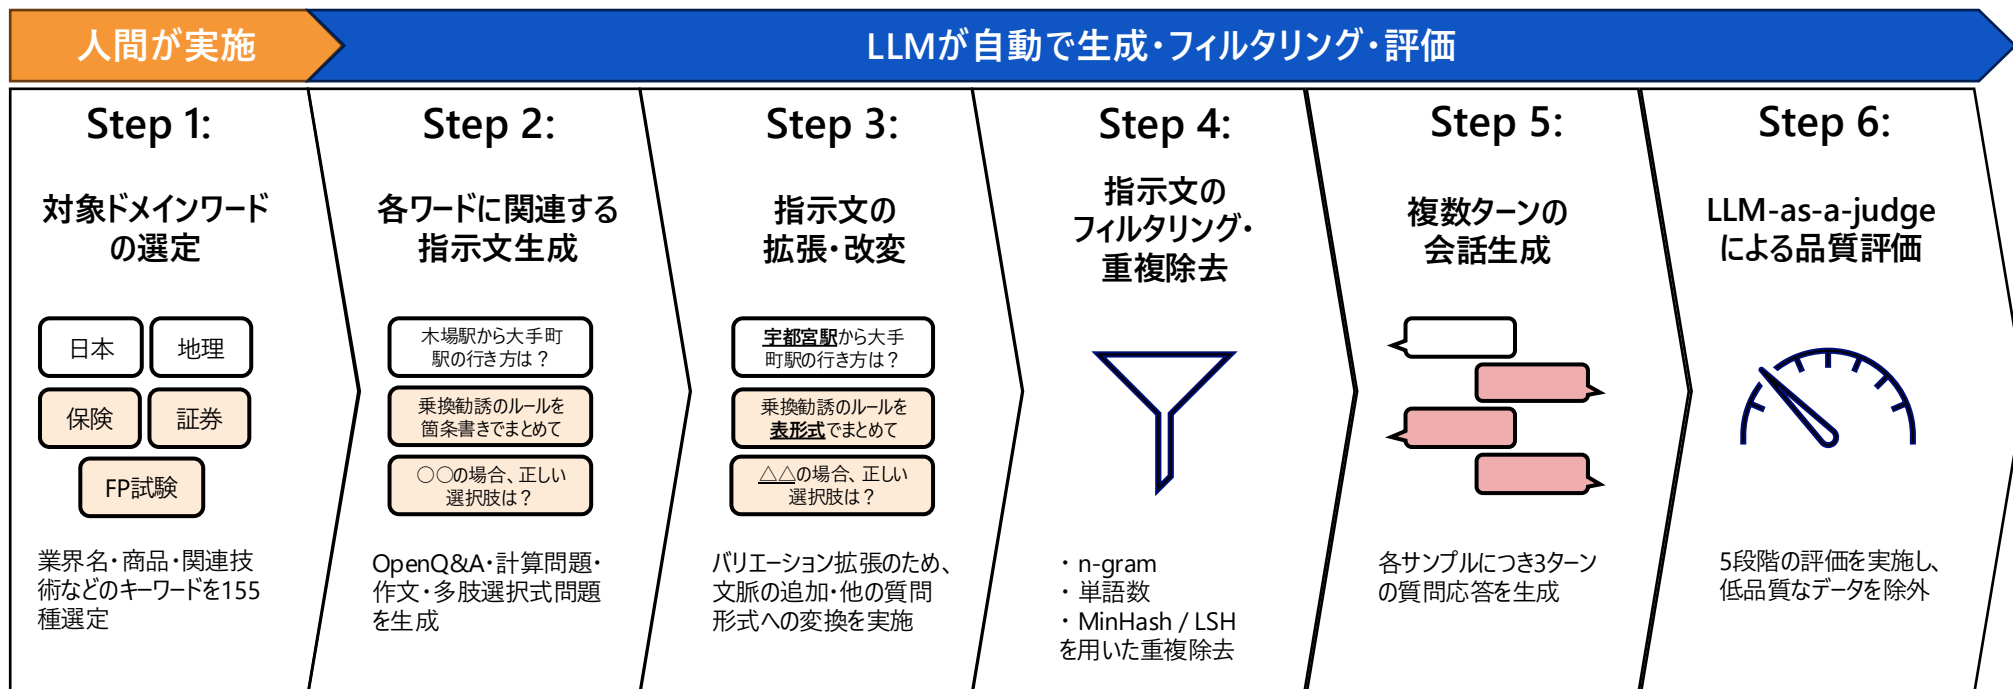 人間が実施
LLMが自動で生成・フィルタリング・評価
Step 1:
対象ドメインワード
の選定
日本
地理
保険
証券
FP試験
業界名・商品・関連技
術などのキーワードを155
種選定
Step 2:
各ワードに関連する
指示文生成
木場駅から大手町
駅の行き方は？
乗換勧誘のルールを
箇条書きでまとめて
○○の場合、正しい
選択肢は？
OpenQ&A・計算問題・
作文・多肢選択式問題
を生成
Step 3:
指示文の
拡張・改変
宇都宮駅から大手
町駅の行き方は？
乗換勧誘のルールを
表形式でまとめて
△△の場合、正しい
選択肢は？
バリエーション拡張のため、
文脈の追加・他の質問
形式への変換を実施
Step 4:
指示文の
フィルタリング・
重複除去
・ n-gram
・ 単語数
・ MinHash / LSH
を用いた重複除去
Step 5:
複数ターンの
会話生成
各サンプルにつき3ターン
の質問応答を生成
Step 6:
LLM-as-a-judge
による品質評価
5段階の評価を実施し、
低品質なデータを除外